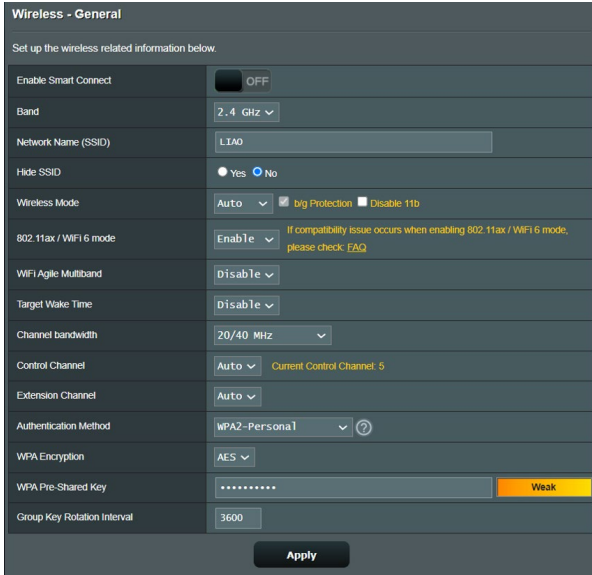 Wireless - General
Set up the wireless related information below.
Enable Smart Connect OFF
Band 2.4 GHz
Network Name (SSID) LIAO
Hide SSID Yes No
Wireless Mode Auto b/g Protection Disable 11b
802.11ax / WiFi 6 mode Enable If compatibility issue occurs when enabling 802.11ax / WiFi 6 mode,
please check: FAQ
WiFi Agile Multiband Disable
Target Wake Time Disable
Channel bandwidth 20/40 MHz
Control Channel Auto Current Control Channel: 5
Extension Channel Auto
Authentication Method WPA2-Personal ?
WPA Encryption AES
WPA Pre-Shared Key •••••••••• Weak
Group Key Rotation Interval 3600
Apply